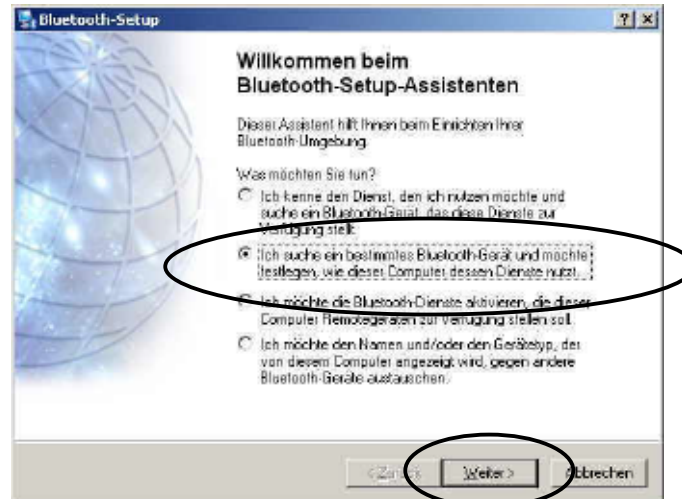 Bluetooth-Setup
Willkommen beim
Bluetooth-Setup-Assistenten
Dieser Assistent hilft Ihnen beim Einrichten Ihrer
Bluetooth-Umgebung.
Was möchten Sie tun?
Ich kenne den Dienst, den ich nutzen möchte und
suche ein Bluetooth-Gerät, das diese Dienste zur
Verfügung stellt.
Ich suche ein bestimmtes Bluetooth-Gerät und möchte
festlegen, wie dieser Computer dessen Dienste nutzt.
Ich möchte die Bluetooth-Dienste aktivieren, die dieser
Computer Remotegeräten zur Verfügung stellen soll.
Ich möchte den Namen und/oder den Gerätetyp, der
von diesem Computer angezeigt wird, gegen andere
Bluetooth-Geräte austauschen.
< Zurück
Weiter >
Abbrechen